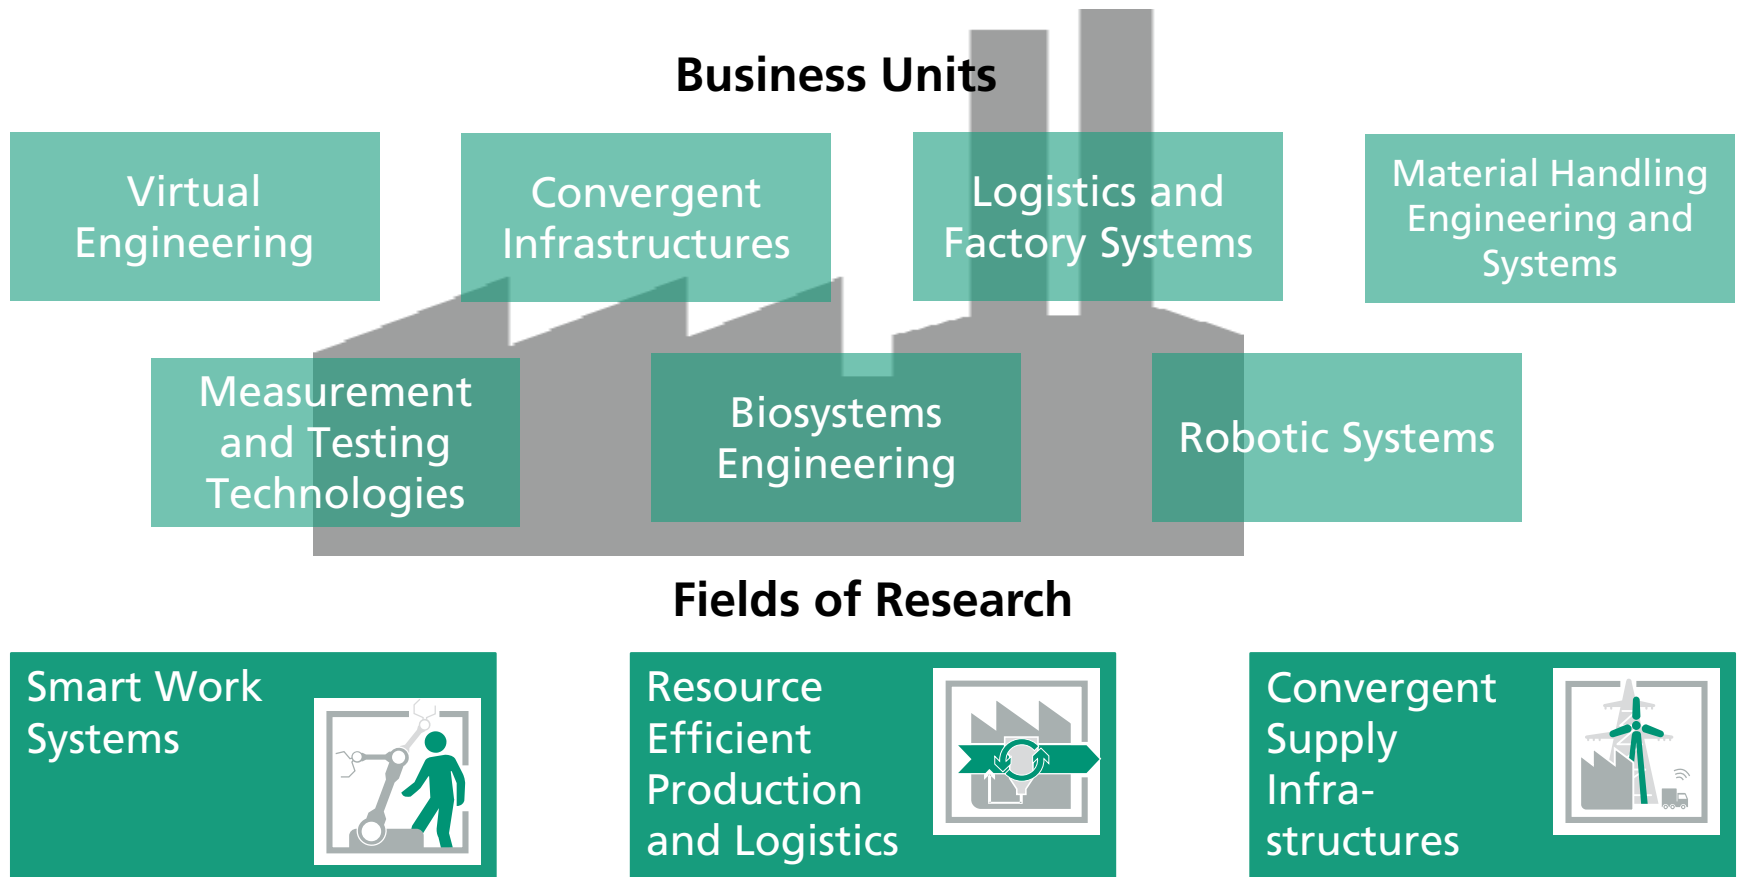 Business Units
Virtual
Engineering
Convergent
Infrastructures
Logistics and
Factory Systems
Material Handling
Engineering and
Systems
Measurement
and Testing
Technologies
Biosystems
Engineering
Robotic Systems
Fields of Research
Smart Work
Systems
Resource
Efficient
Production
and Logistics
Convergent
Supply
Infra-
structures